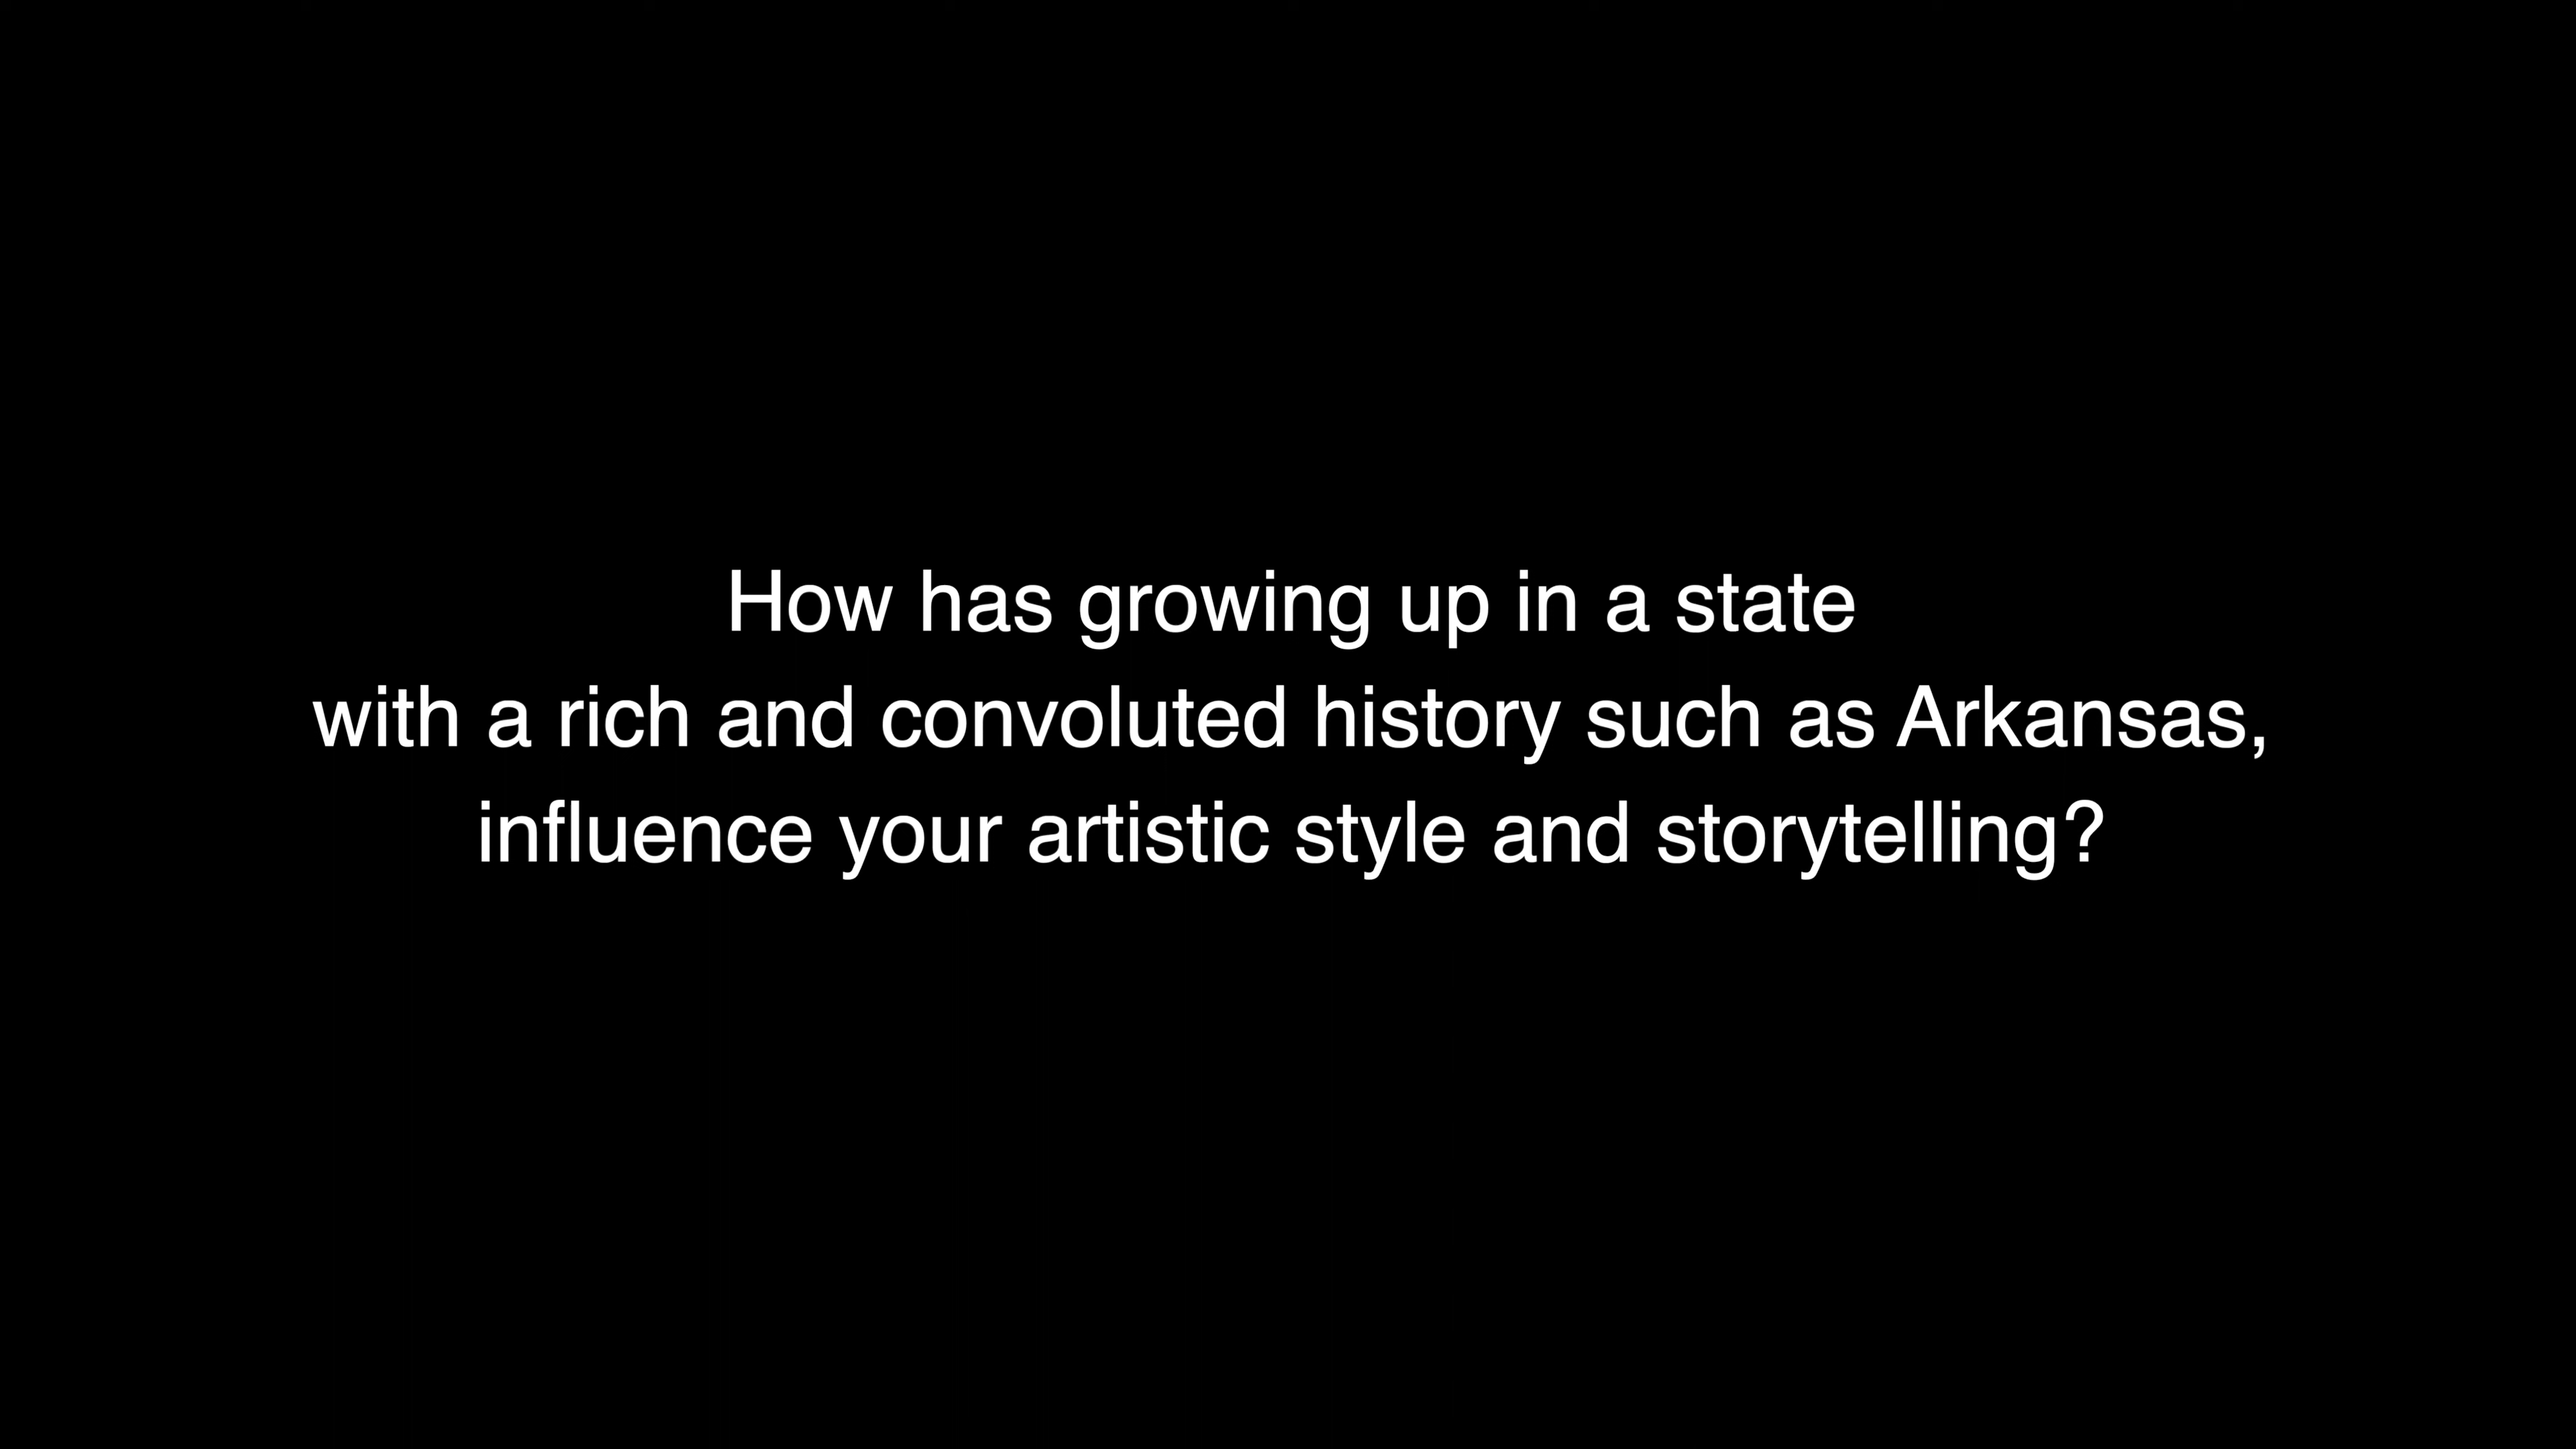 How has growing up in a state
with a rich and convoluted history such as Arkansas,
influence your artistic style and storytelling?